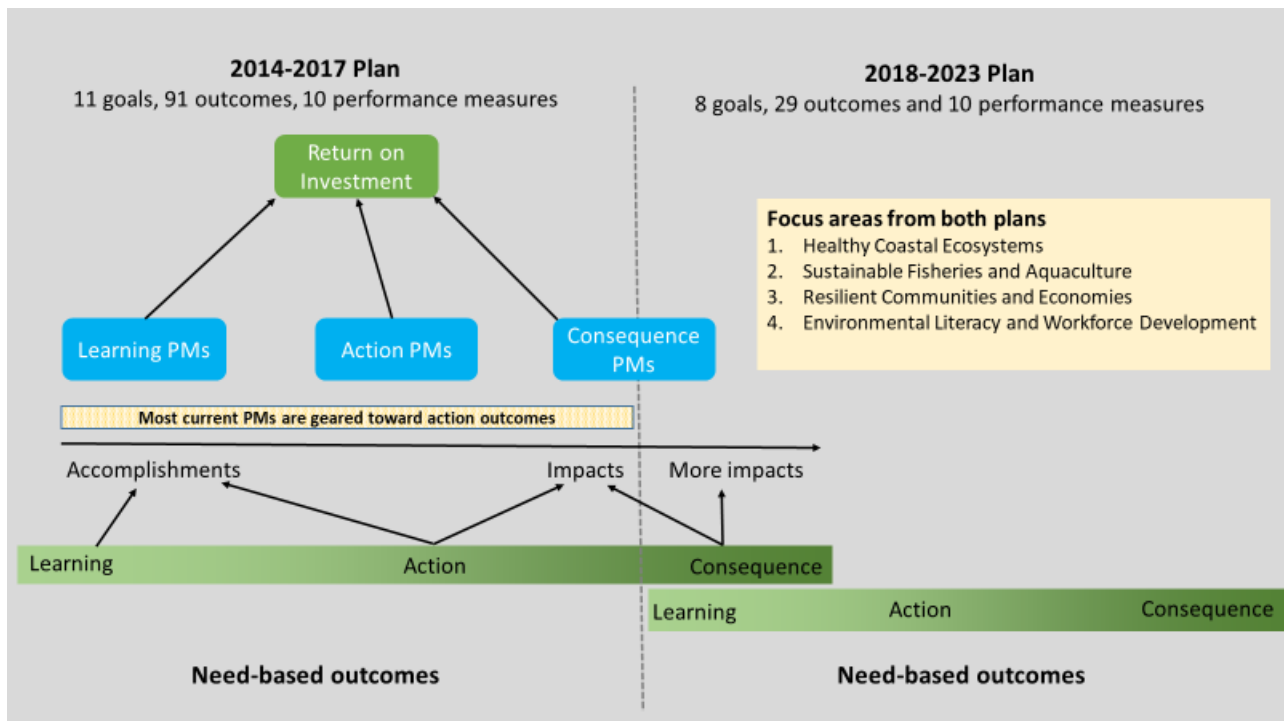 2014-2017 Plan
11 goals, 91 outcomes, 10 performance measures
2018-2023 Plan
8 goals, 29 outcomes and 10 performance measures
Return on
Investment
Focus areas from both plans
1. Healthy Coastal Ecosystems
2. Sustainable Fisheries and Aquaculture
3. Resilient Communities and Economies
4. Environmental Literacy and Workforce Development
Learning PMs
Action PMs
Consequence
PMs
Most current PMs are geared toward action outcomes
Accomplishments
Impacts
More impacts
Learning
Action
Consequence
Learning
Action
Consequence
Need-based outcomes
Need-based outcomes